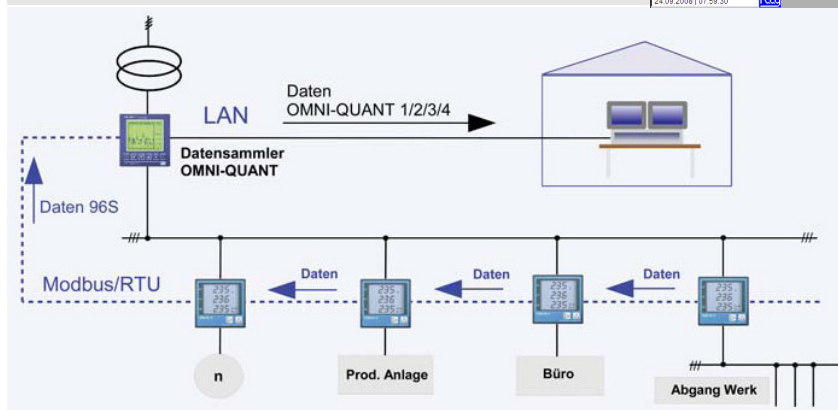 24.09.2008 | 07:59:30
LAN
Daten
OMNI-QUANT 1/2/3/4
Datensammler
OMNI-QUANT
Daten 96S
Modbus/RTU
Daten
Daten
Daten
235
236
235
235
236
235
235
236
235
235
236
235
n
Prod. Anlage
Büro
Abgang Werk